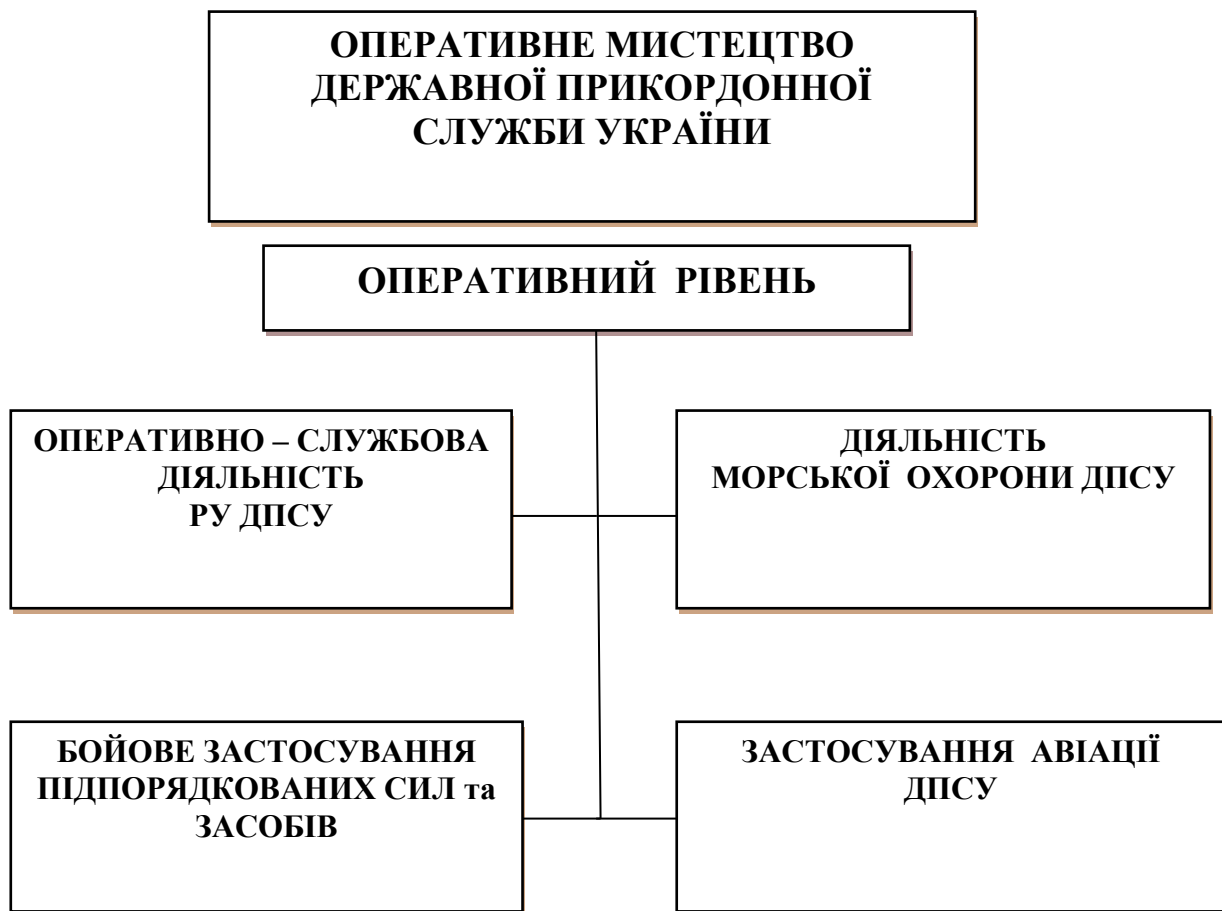 ОПЕРАТИВНЕ МИСТЕЦТВО
ДЕРЖАВНОЇ ПРИКОРДОННОЇ
СЛУЖБИ УКРАЇНИ
ОПЕРАТИВНИЙ РІВЕНЬ
ОПЕРАТИВНО – СЛУЖБОВА
ДІЯЛЬНІСТЬ
РУ ДПСУ
ДІЯЛЬНІСТЬ
МОРСЬКОЇ ОХОРОНИ ДПСУ
БОЙОВЕ ЗАСТОСУВАННЯ
ПІДПОРЯДКОВАНИХ СИЛ та
ЗАСОБІВ
ЗАСТОСУВАННЯ АВІАЦІЇ
ДПСУ